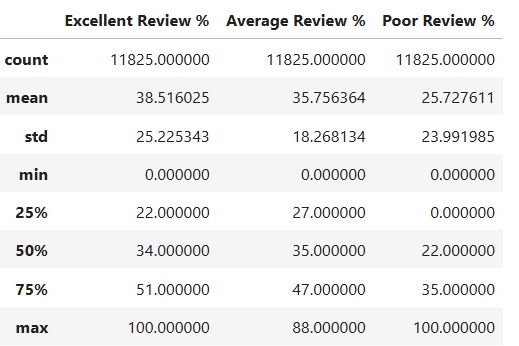 Excellent Review % Average Review % Poor Review %
count 11825.000000 11825.000000 11825.000000
mean 38.516025 35.756364 25.727611
std 25.225343 18.268134 23.991985
min 0.000000 0.000000 0.000000
25% 22.000000 27.000000 0.000000
50% 34.000000 35.000000 22.000000
75% 51.000000 47.000000 35.000000
max 100.000000 88.000000 100.000000